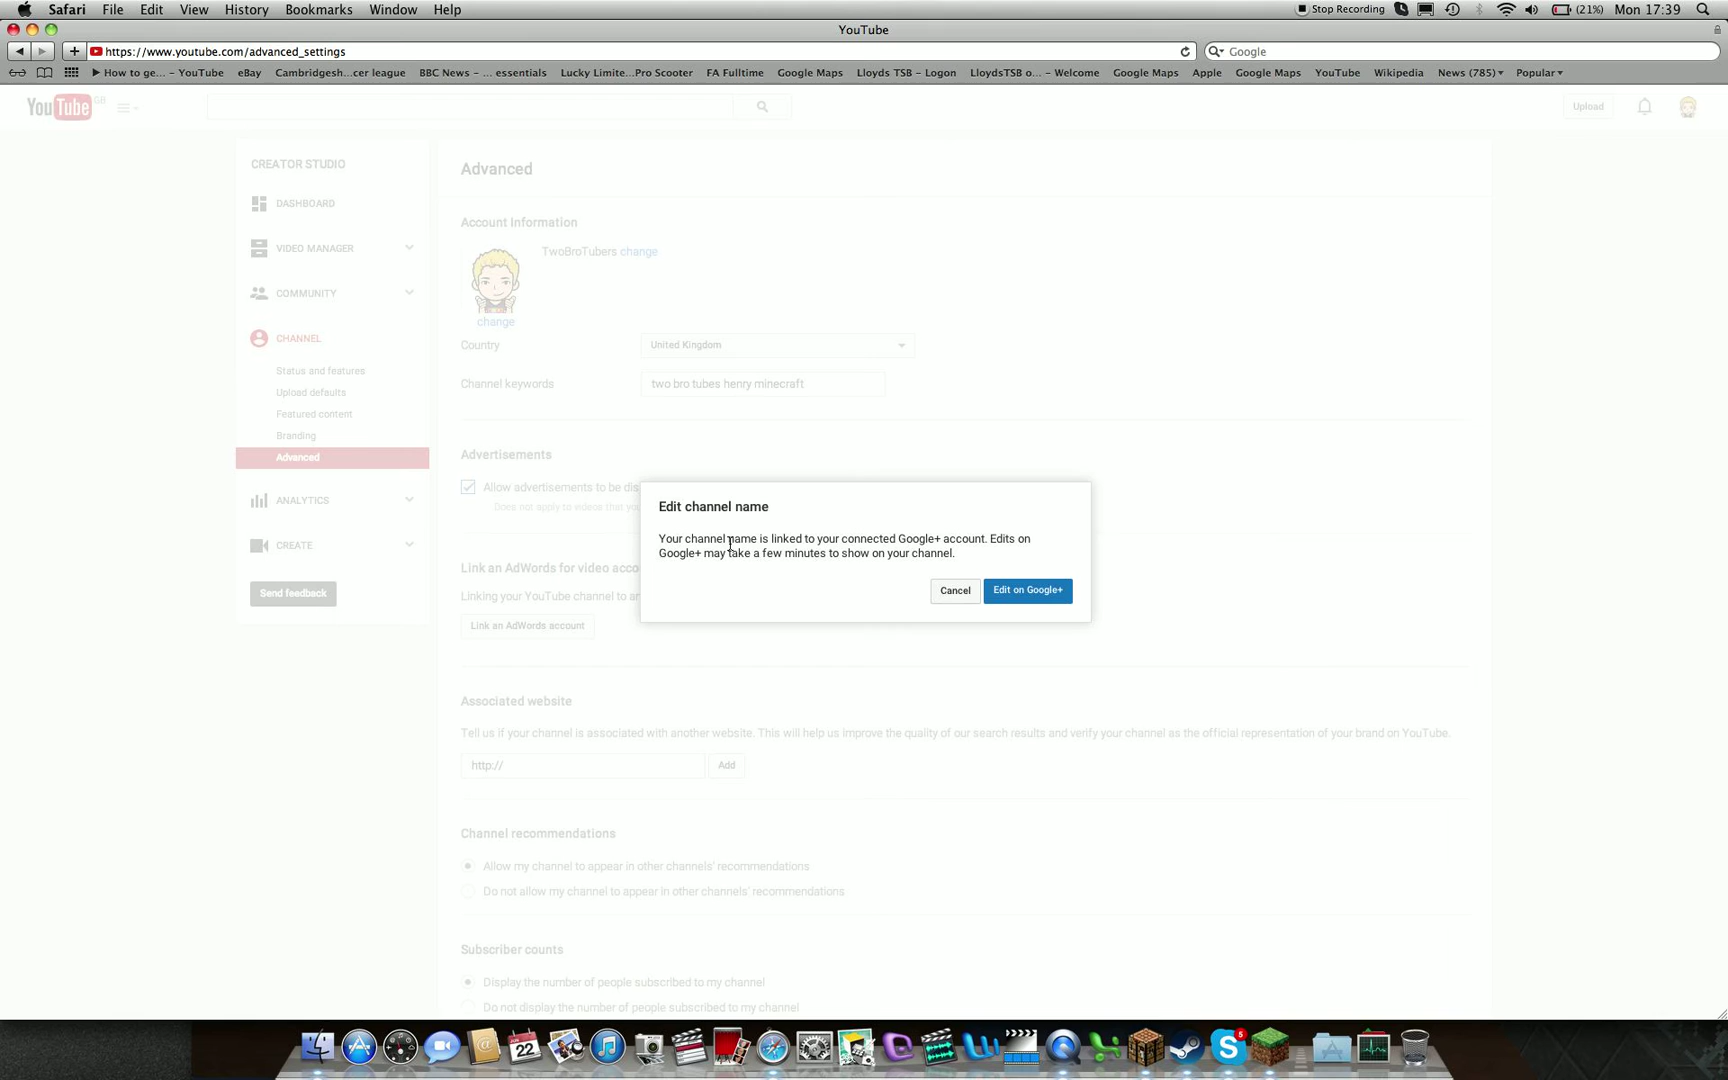 Safari File Edit View History Bookmarks Window Help Stop Recording (21%) Mon 17:39
YouTube
https://www.youtube.com/advanced_settings Google
How to ge... – YouTube eBay Cambridgesh...cer league BBC News – ... essentials Lucky Limite...Pro Scooter FA Fulltime Google Maps Lloyds TSB – Logon LloydsTSB o... – Welcome Google Maps Apple Google Maps YouTube Wikipedia News (785) Popular
YouTube GB Upload
CREATOR STUDIO
DASHBOARD
VIDEO MANAGER
COMMUNITY
CHANNEL
Status and features
Upload defaults
Featured content
Branding
Advanced
ANALYTICS
CREATE
Send feedback
Advanced
Account Information
TwoBroTubers change
change
Country United Kingdom
Channel keywords two bro tubes henry minecraft
Advertisements
Allow advertisements to be dis
Does not apply to videos that you
Link an AdWords for video acco
Linking your YouTube channel to an
Link an AdWords account
Edit channel name
Your channel name is linked to your connected Google+ account. Edits on
Google+ may take a few minutes to show on your channel.
Cancel Edit on Google+
Associated website
Tell us if your channel is associated with another website. This will help us improve the quality of our search results and verify your channel as the official representation of your brand on YouTube.
http:// Add
Channel recommendations
Allow my channel to appear in other channels' recommendations
Do not allow my channel to appear in other channels' recommendations
Subscriber counts
Display the number of people subscribed to my channel
Do not display the number of people subscribed to my channel
22
5